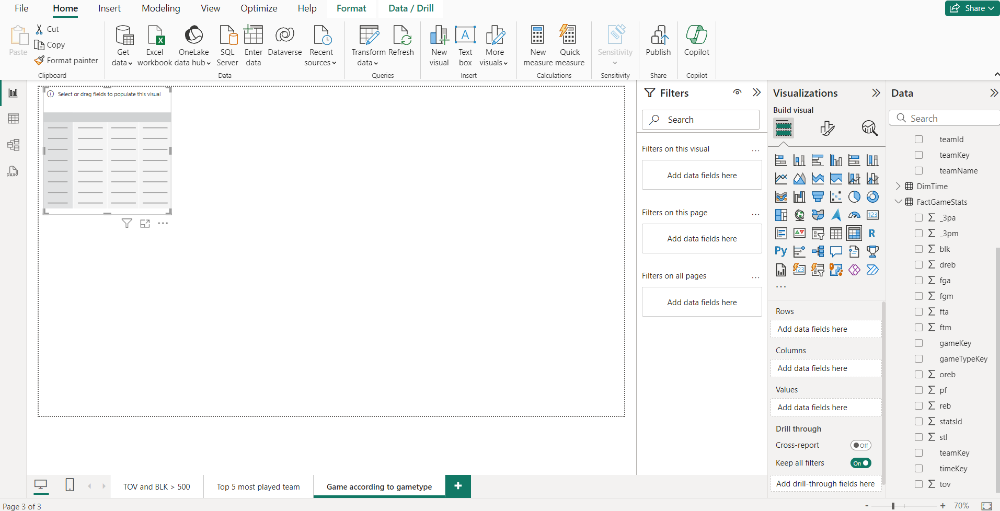 File Home Insert Modeling View Optimize Help Format Data / Drill Share
Paste
Cut
Copy
Format painter
Clipboard
Get data
Excel workbook
OneLake data hub
SQL Server
Enter data
Dataverse
Recent sources
Data
Transform data
Refresh
Queries
New visual
Text box
More visuals
Insert
New measure
Quick measure
Calculations
Sensitivity
Sensitivity
Publish
Share
Copilot
Copilot
DAX
Select or drag fields to populate this visual
Filters
Search
Filters on this visual
Add data fields here
Filters on this page
Add data fields here
Filters on all pages
Add data fields here
Visualizations
Build visual
123
R
Py
123
Rows
Add data fields here
Columns
Add data fields here
Values
Add data fields here
Drill through
Cross-report Off
Keep all filters On
Add drill-through fields here
Data
Search
teamId
teamKey
teamName
DimTime
FactGameStats
Σ _3pa
Σ _3pm
Σ blk
Σ dreb
Σ fga
Σ fgm
Σ fta
Σ ftm
gameKey
gameTypeKey
Σ oreb
Σ pf
Σ reb
Σ statsId
Σ stl
teamKey
timeKey
Σ tov
TOV and BLK > 500
Top 5 most played team
Game according to gametype
+
Page 3 of 3
- + 70%